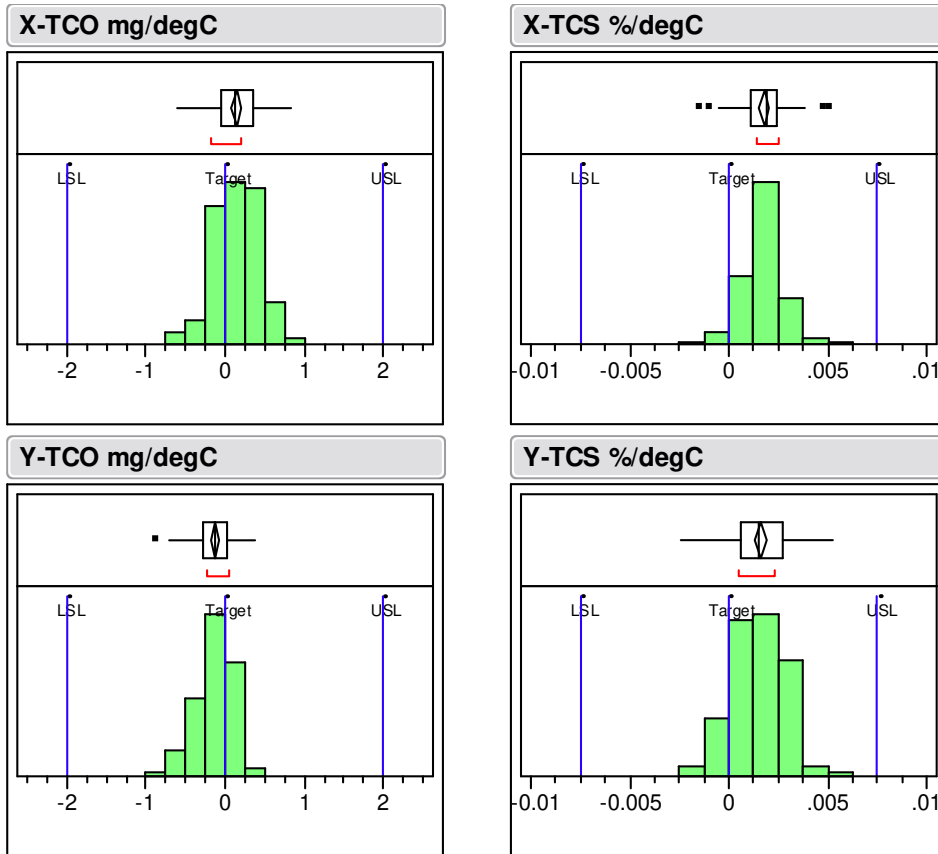 X-TCO mg/degC
LSL Target USL
-2 -1 0 1 2
X-TCS %/degC
LSL Target USL
-0.01 -0.005 0 .005 .01
Y-TCO mg/degC
LSL Target USL
-2 -1 0 1 2
Y-TCS %/degC
LSL Target USL
-0.01 -0.005 0 .005 .01